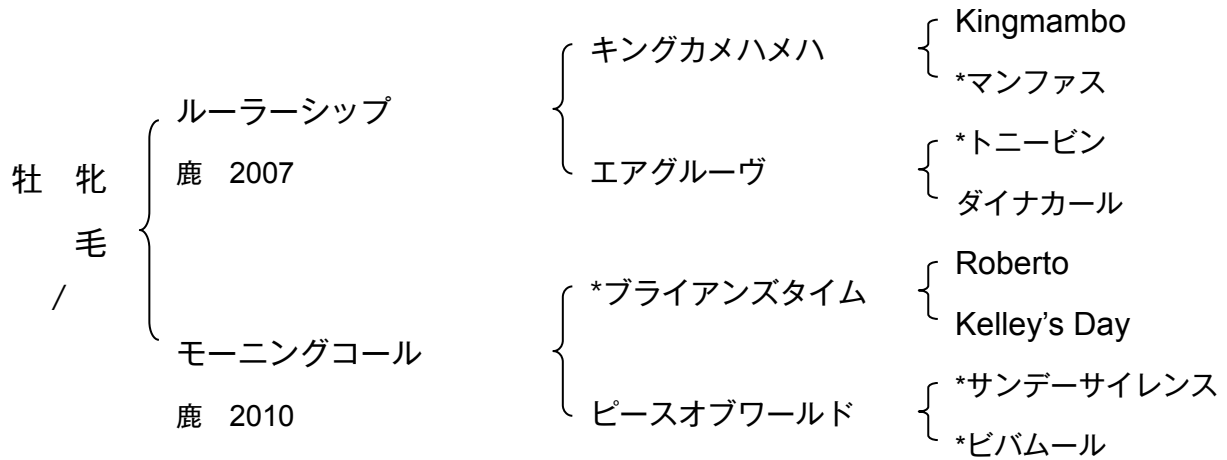 牡 牝
毛
/
ルーラーシップ
鹿 2007
モーニングコール
鹿 2010
キングカメハメハ
エアグルーヴ
*ブライアンズタイム
ピースオブワールド
Kingmambo
*マンファス
*トニービン
ダイナカール
Roberto
Kelley's Day
*サンデーサイレンス
*ビバムール